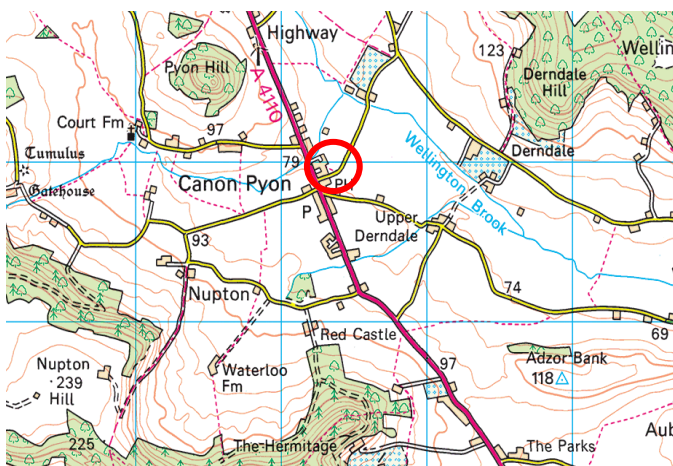 Highway
123
Wellin
Pyon Hill
A 4110
Derndale
Hill
Court Fm
97
Tumulus
79
Wellington Brook
Derndale
Gatehouse
Canon Pyon
PH
P
Upper
Derndale
93
Nupton
74
Red Castle
69
Nupton
239
Hill
Waterloo
Fm
97
Adzor Bank
118
225
The Hermitage
The Parks
Aub